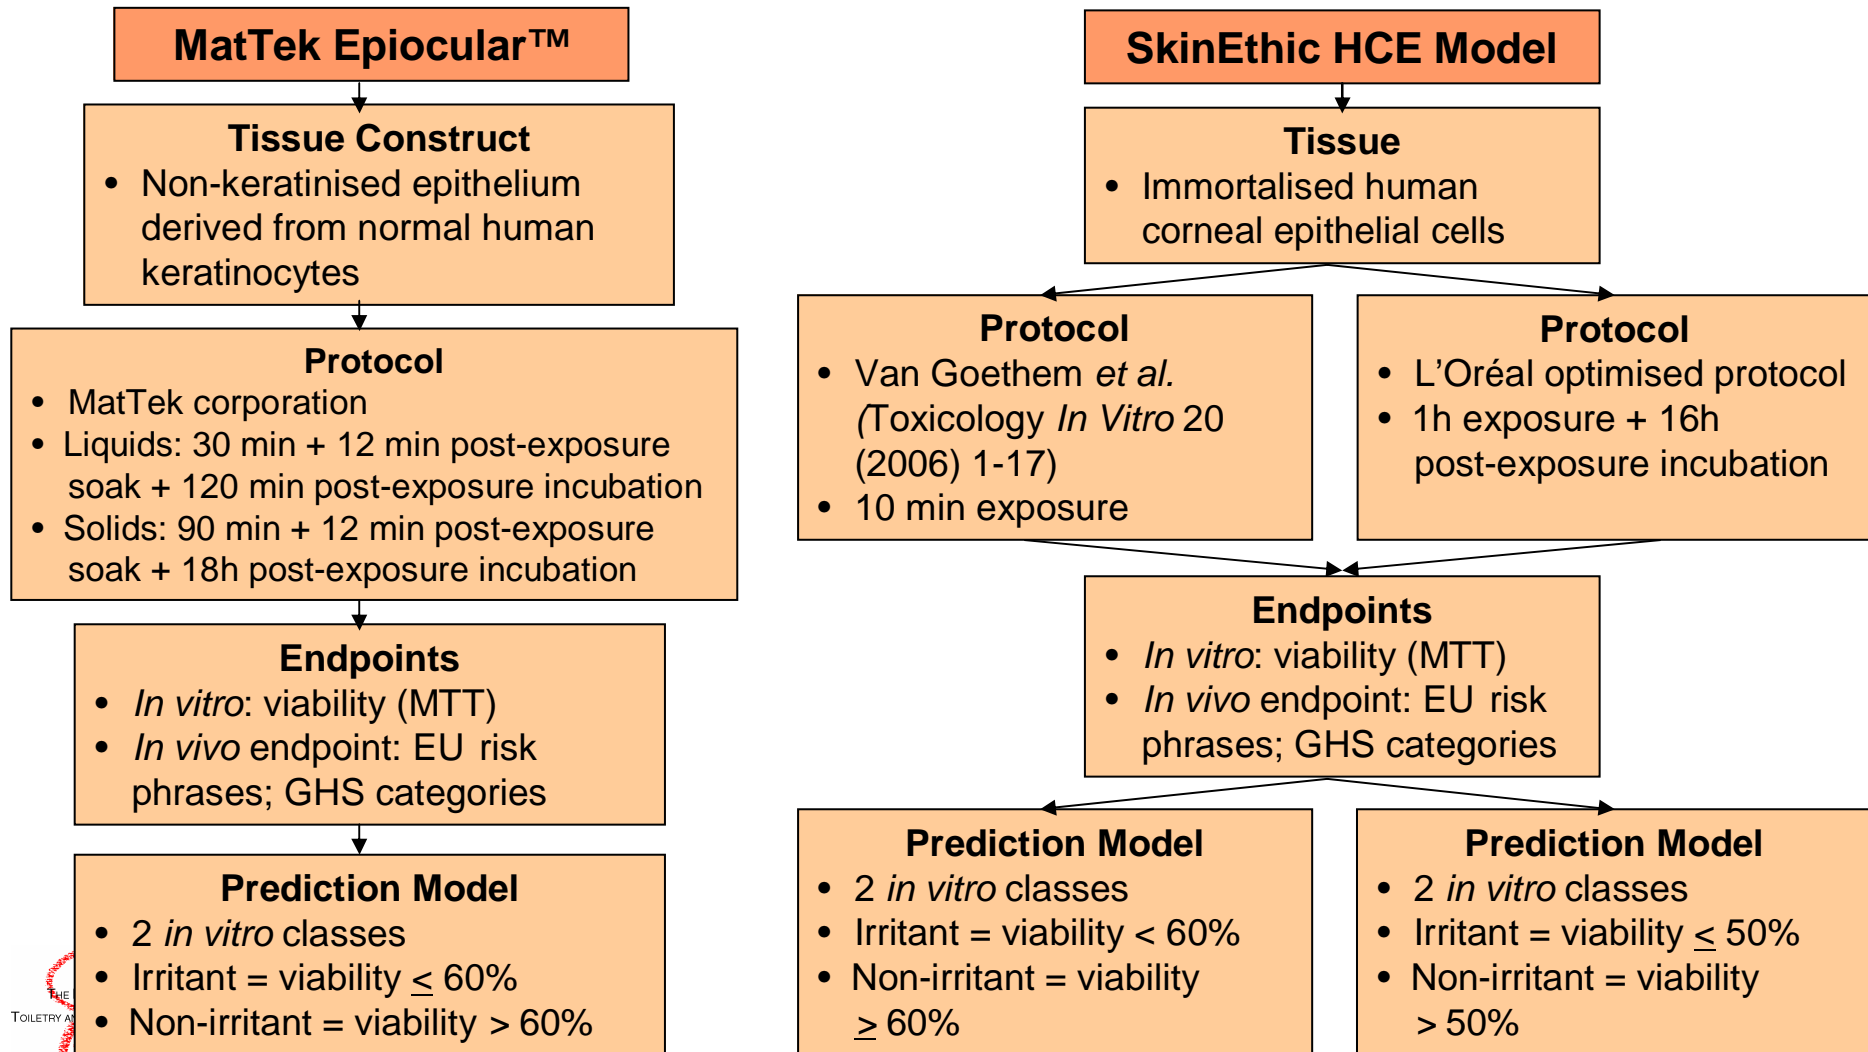 MatTek Epiocular™
Tissue Construct
• Non-keratinised epithelium
derived from normal human
keratinocytes
Protocol
• MatTek corporation
• Liquids: 30 min + 12 min post-exposure
soak + 120 min post-exposure incubation
• Solids: 90 min + 12 min post-exposure
soak + 18h post-exposure incubation
Endpoints
• In vitro: viability (MTT)
• In vivo endpoint: EU risk
phrases; GHS categories
Prediction Model
• 2 in vitro classes
• Irritant = viability ≤ 60%
• Non-irritant = viability > 60%
THE
TOILETRY
SkinEthic HCE Model
Tissue
• Immortalised human
corneal epithelial cells
Protocol
• Van Goethem et al.
(Toxicology In Vitro 20
(2006) 1-17)
• 10 min exposure
Protocol
• L'Oréal optimised protocol
• 1h exposure + 16h
post-exposure incubation
Endpoints
• In vitro: viability (MTT)
• In vivo endpoint: EU risk
phrases; GHS categories
Prediction Model
• 2 in vitro classes
• Irritant = viability < 60%
• Non-irritant = viability
≥ 60%
Prediction Model
• 2 in vitro classes
• Irritant = viability ≤ 50%
• Non-irritant = viability
> 50%